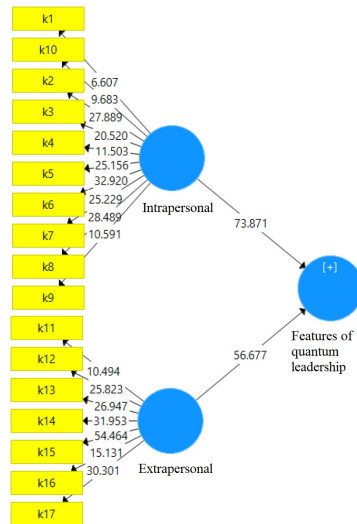 k1
k10
k2
k3
k4
k5
k6
k7
k8
k9
6.607
9.683
27.889
20.520
11.503
25.156
32.920
25.229
28.489
10.591
Intrapersonal
73.871
[+]
Features of
quantum
leadership
56.677
k11
k12
k13
k14
k15
k16
k17
10.494
25.823
26.947
31.953
54.464
15.131
30.301
Extrapersonal